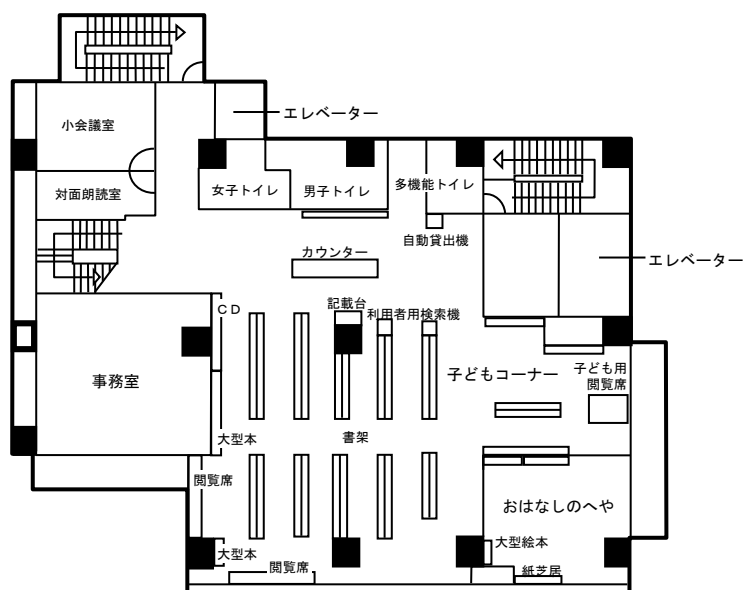 エレベーター
小会議室
対面朗読室
女子トイレ
男子トイレ
多機能トイレ
自動貸出機
カウンター
エレベーター
CD
記載台
利用者用検索機
子どもコーナー
子ども用
閲覧席
事務室
大型本
書架
閲覧席
おはなしのへや
大型本
大型絵本
閲覧席
紙芝居